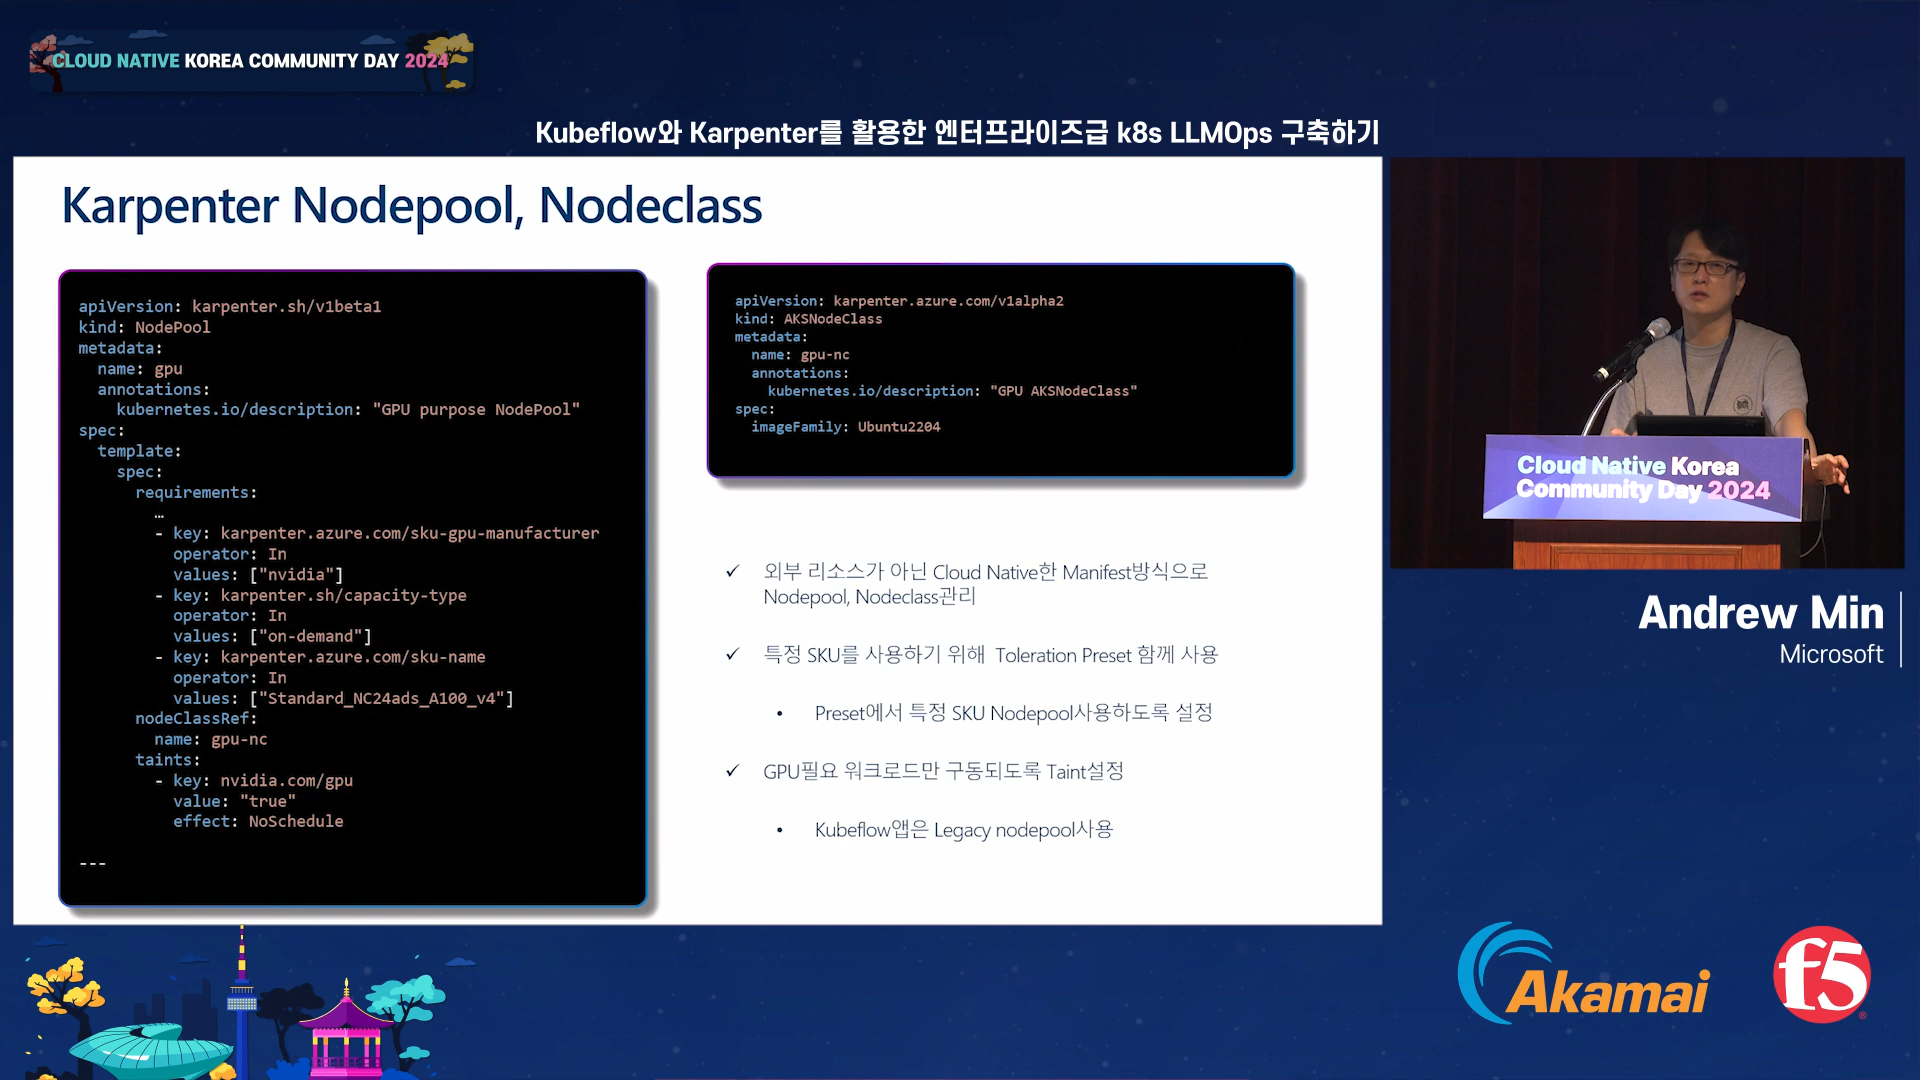 CLOUD NATIVE KOREA COMMUNITY DAY 2024
Kubeflow와 Karpenter를 활용한 엔터프라이즈급 k8s LLMOps 구축하기
Karpenter Nodepool, Nodeclass
apiVersion: karpenter.sh/v1beta1
kind: NodePool
metadata:
  name: gpu
  annotations:
    kubernetes.io/description: "GPU purpose NodePool"
spec:
  template:
    spec:
      requirements:
        …
        - key: karpenter.azure.com/sku-gpu-manufacturer
          operator: In
          values: ["nvidia"]
        - key: karpenter.sh/capacity-type
          operator: In
          values: ["on-demand"]
        - key: karpenter.azure.com/sku-name
          operator: In
          values: ["Standard_NC24ads_A100_v4"]
      nodeClassRef:
        name: gpu-nc
      taints:
        - key: nvidia.com/gpu
          value: "true"
          effect: NoSchedule
---
apiVersion: karpenter.azure.com/v1alpha2
kind: AKSNodeClass
metadata:
  name: gpu-nc
  annotations:
    kubernetes.io/description: "GPU AKSNodeClass"
spec:
  imageFamily: Ubuntu2204
✓ 외부 리소스가 아닌 Cloud Native한 Manifest방식으로
Nodepool, Nodeclass관리
✓ 특정 SKU를 사용하기 위해 Toleration Preset 함께 사용
• Preset에서 특정 SKU Nodepool사용하도록 설정
✓ GPU필요 워크로드만 구동되도록 Taint설정
• Kubeflow앱은 Legacy nodepool사용
Cloud Native Korea
Community Day 2024
Andrew Min
Microsoft
Akamai
f5